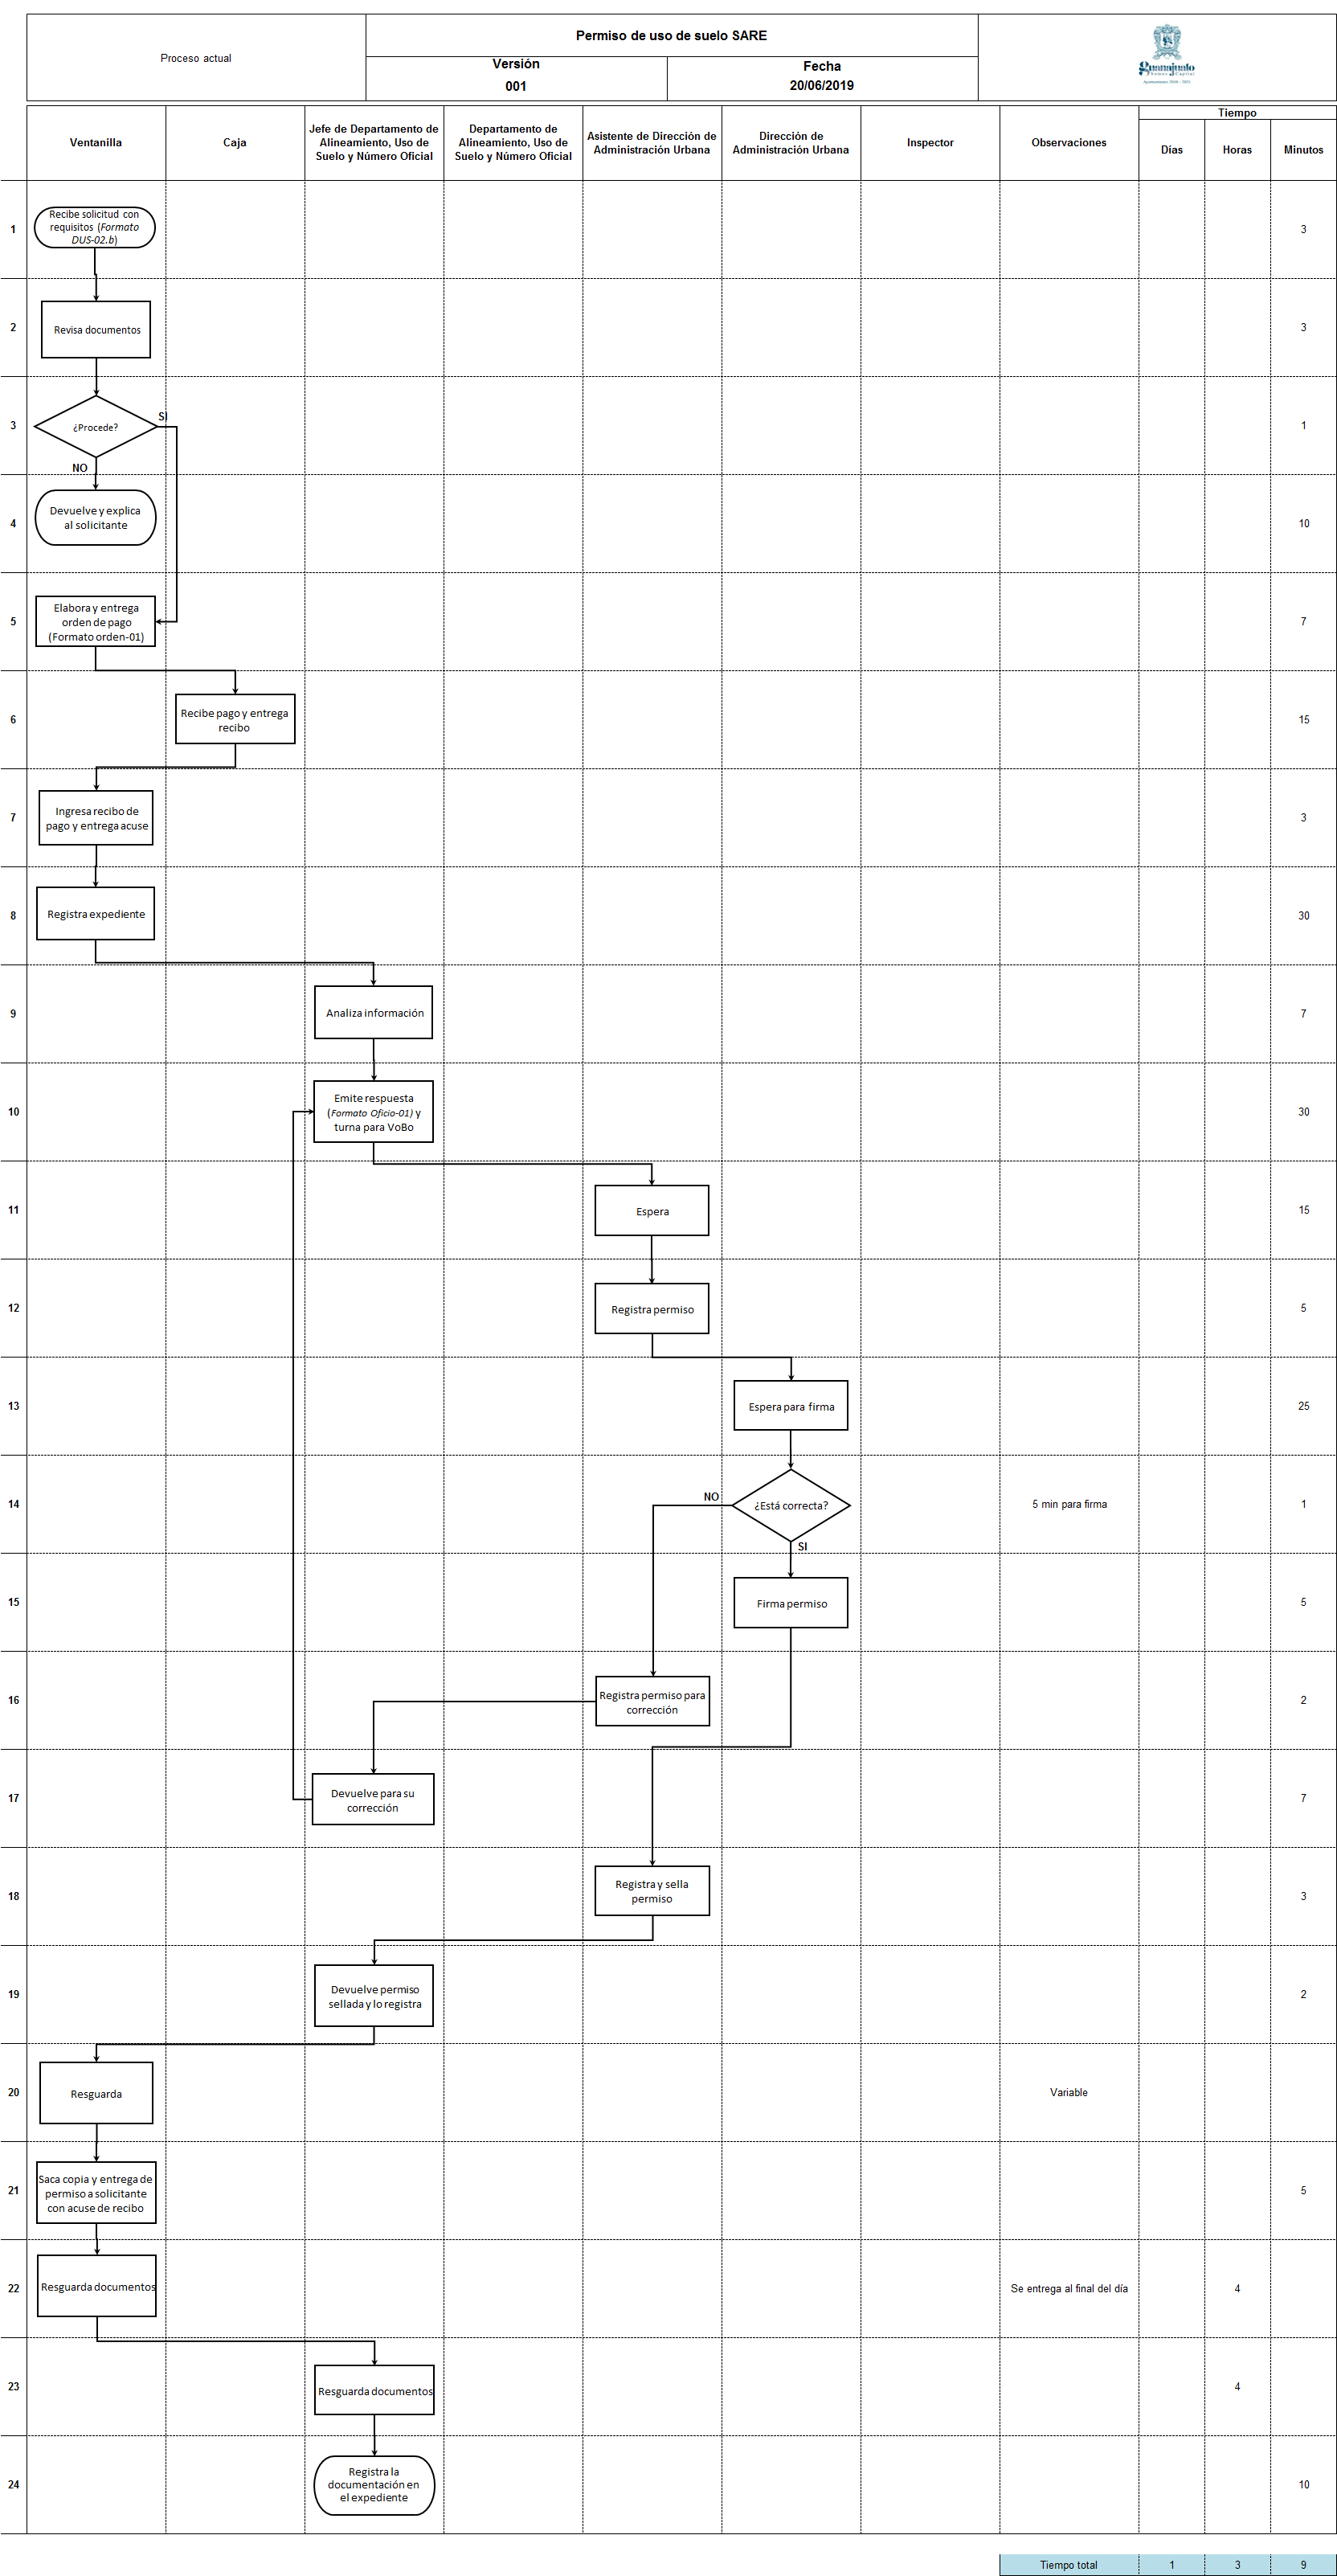 Proceso actual
Permiso de uso de suelo SARE
Versión
001
Fecha
20/06/2019
guanajuato
Somos Capital
Tiempo
Ventanilla
Caja
Jefe de Departamento de
Alineamiento, Uso de
Suelo y Número Oficial
Departamento de
Alineamiento, Uso de
Suelo y Número Oficial
Asistente de Dirección de
Administración Urbana
Dirección de
Administración Urbana
Inspector
Observaciones
Días
Horas
Minutos
1
Recibe solicitud con
requisitos (Formato
DUS-02.b)
3
2
Revisa documentos
3
3
¿Procede?
SI
NO
1
4
Devuelve y explica
al solicitante
10
5
Elabora y entrega
orden de pago
(Formato orden-01)
7
6
Recibe pago y entrega
recibo
15
7
Ingresa recibo de
pago y entrega acuse
3
8
Registra expediente
30
9
Analiza información
7
10
Emite respuesta
(Formato Oficio-01) y
turna para VoBo
30
11
Espera
15
12
Registra permiso
5
13
Espera para firma
25
14
NO
¿Está correcta?
SI
5 min para firma
1
15
Firma permiso
5
16
Registra permiso para
corrección
2
17
Devuelve para su
corrección
7
18
Registra y sella
permiso
3
19
Devuelve permiso
sellada y lo registra
2
20
Resguarda
Variable
21
Saca copia y entrega de
permiso a solicitante
con acuse de recibo
5
22
Resguarda documentos
Se entrega al final del día
4
23
Resguarda documentos
4
24
Registra la
documentación en
el expediente
10
Tiempo total
1
3
9